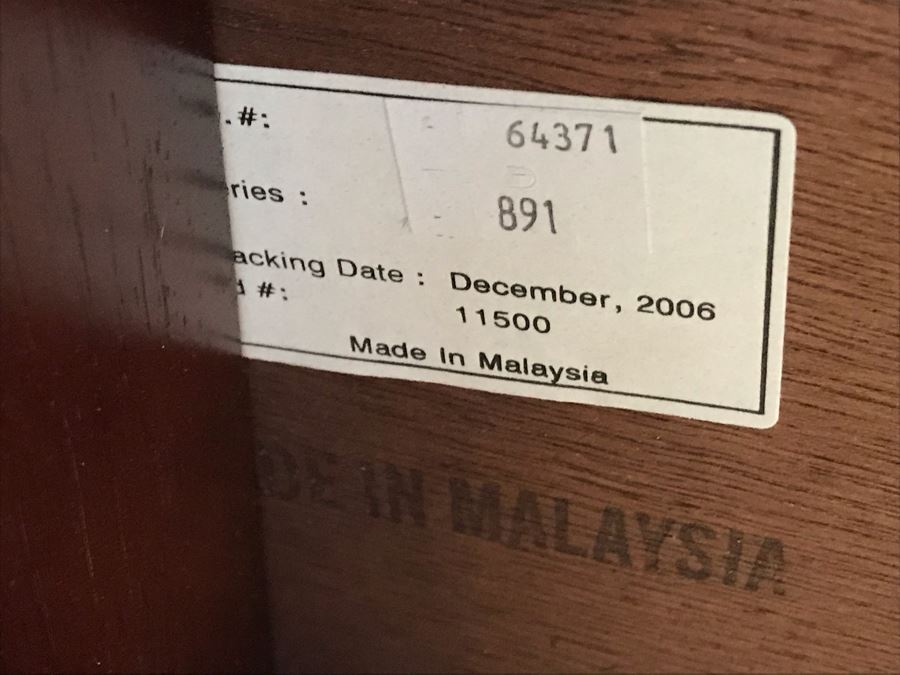 .#: 64371
ries : 891
acking Date : December, 2006
#: 11500
Made In Malaysia
DE IN MALAYSIA